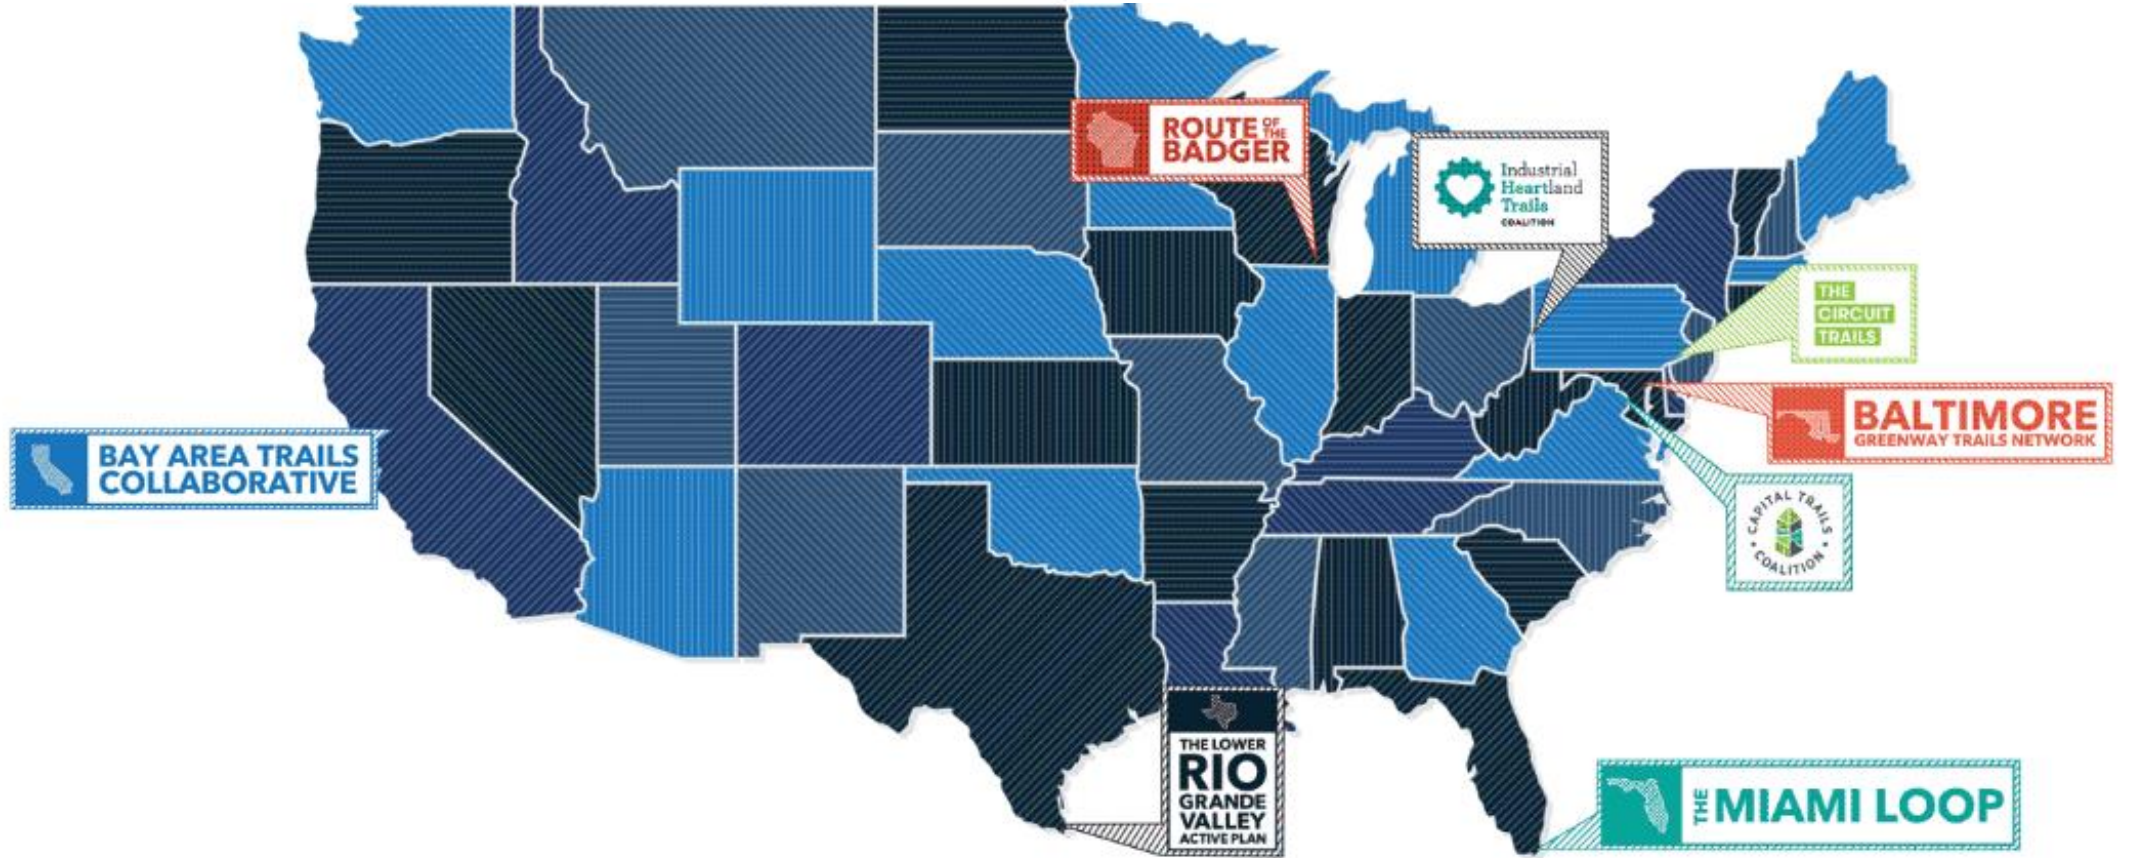 ROUTE OF THE
BADGER
Industrial
Heartland
Trails
COALITION
THE
CIRCUIT
TRAILS
BALTIMORE
GREENWAY TRAILS NETWORK
BAY AREA TRAILS
COLLABORATIVE
CAPITAL TRAILS
COALITION
THE LOWER
RIO
GRANDE
VALLEY
ACTIVE PLAN
THE MIAMI LOOP